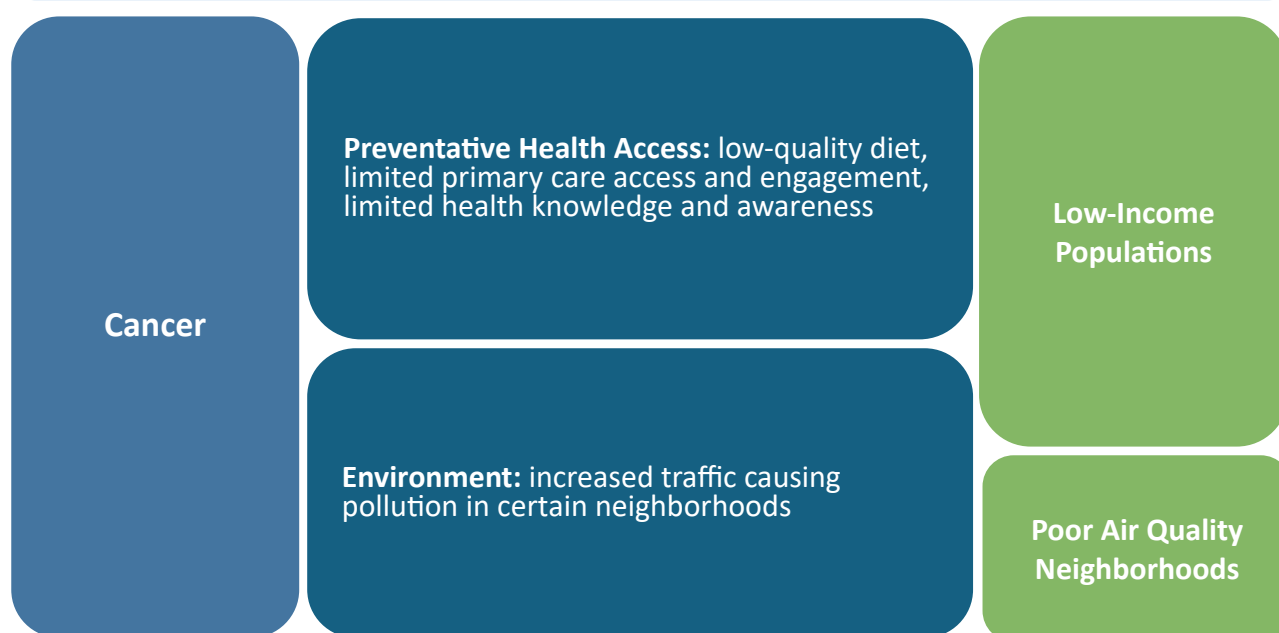 Preventative Health Access: low-quality diet,
limited primary care access and engagement,
limited health knowledge and awareness
Low-Income
Populations
Cancer
Environment: increased traffic causing
pollution in certain neighborhoods
Poor Air Quality
Neighborhoods